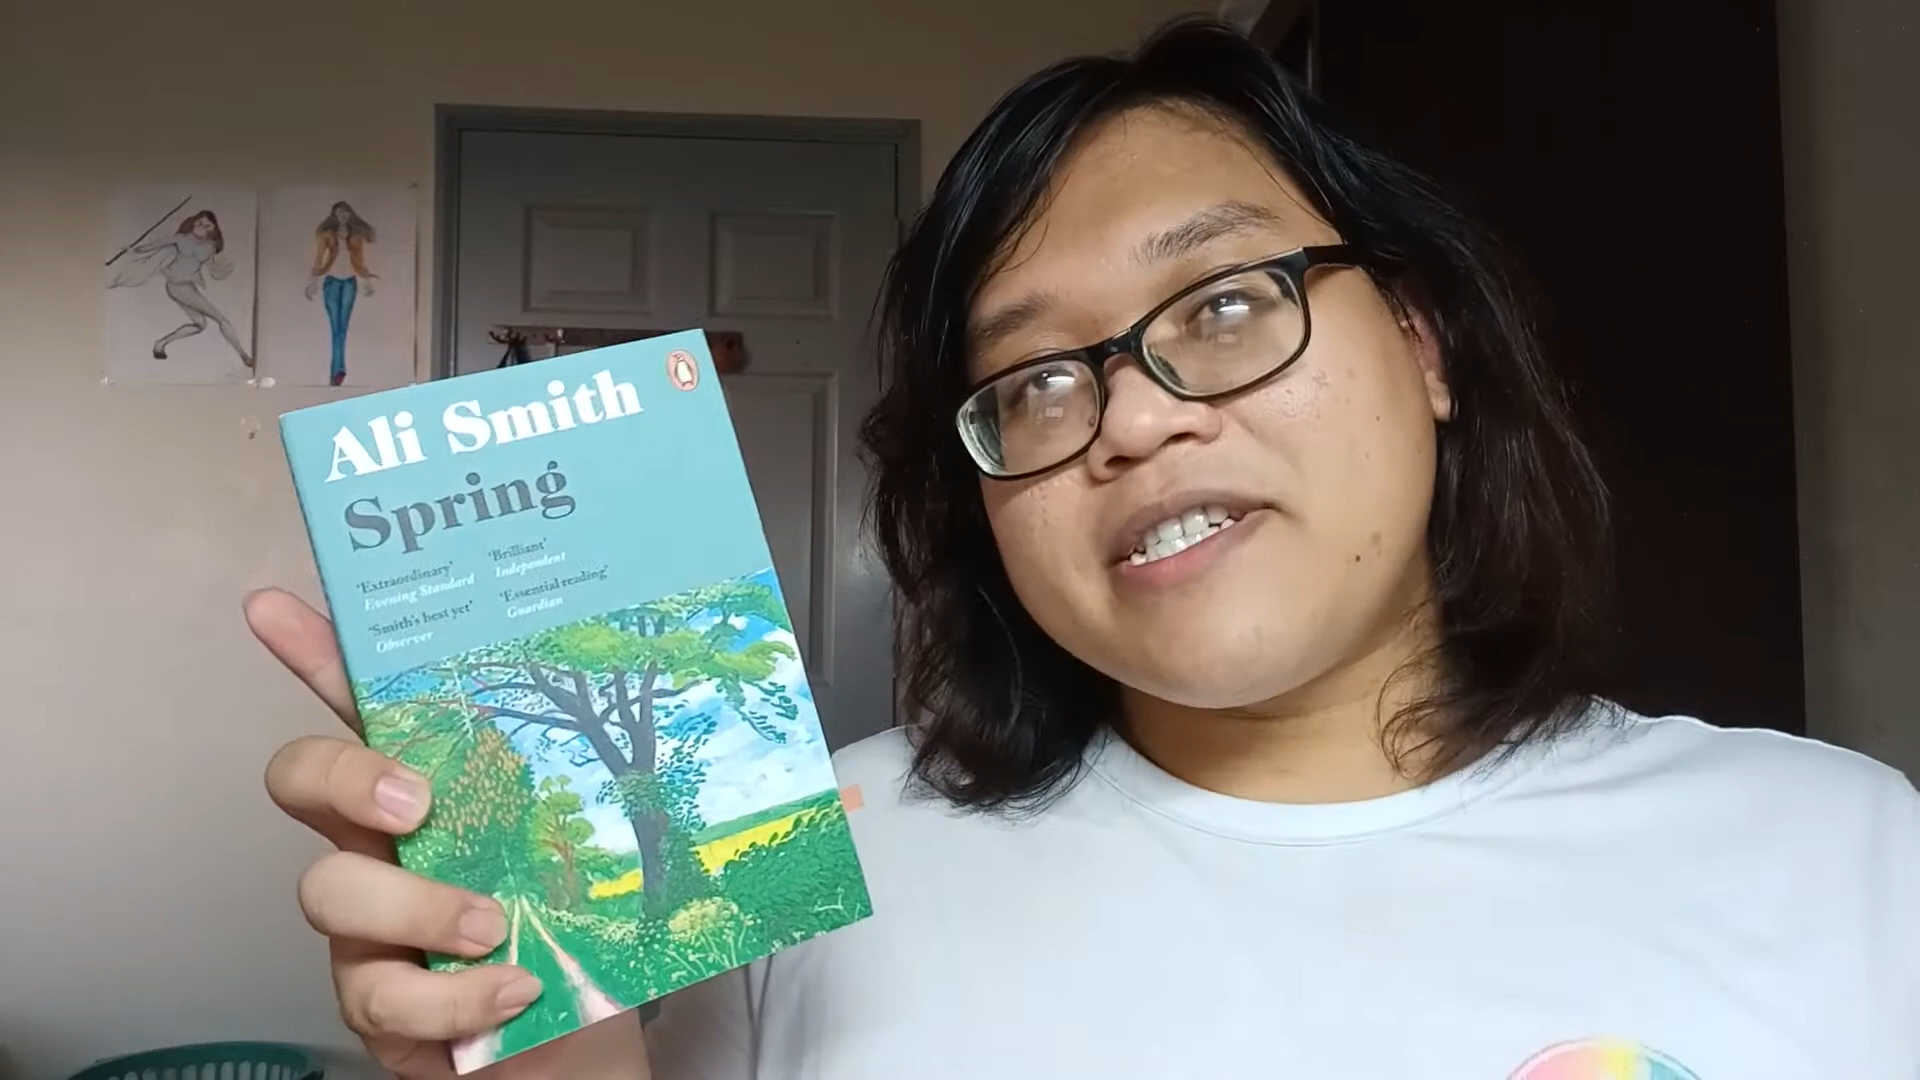 Ali Smith
Spring
‘Extraordinary’
Evening Standard
‘Brilliant’
Independent
‘Smith's best yet’
Observer
‘Essential reading’
Guardian